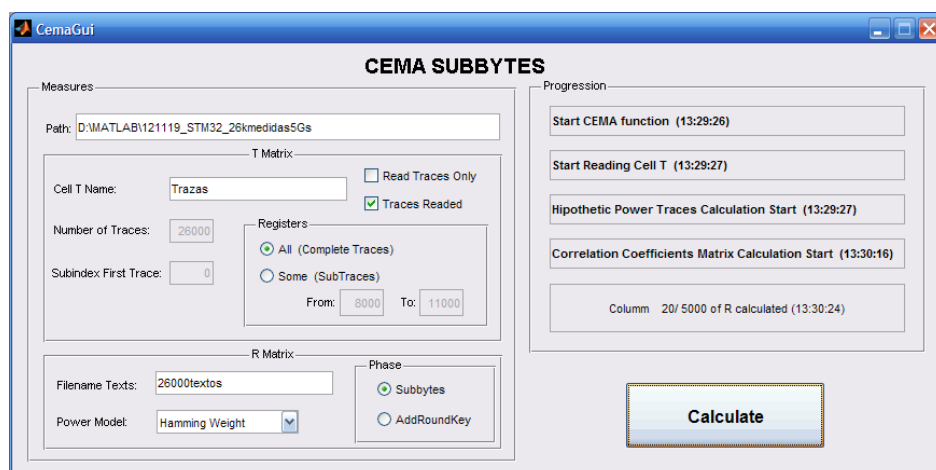 CemaGui
CEMA SUBBYTES
Measures
Path: D:\MATLAB\121119_STM32_26kmedidas5Gs
T Matrix
Cell T Name: Trazas
Read Traces Only
Traces Readed
Number of Traces: 26000
Subindex First Trace: 0
Registers
All (Complete Traces)
Some (SubTraces)
From: 8000 To: 11000
R Matrix
Filename Texts: 26000textos
Power Model: Hamming Weight
Phase
Subbytes
AddRoundKey
Progression
Start CEMA function (13:29:26)
Start Reading Cell T (13:29:27)
Hipothetic Power Traces Calculation Start (13:29:27)
Correlation Coefficients Matrix Calculation Start (13:30:16)
Columm 20/ 5000 of R calculated (13:30:24)
Calculate